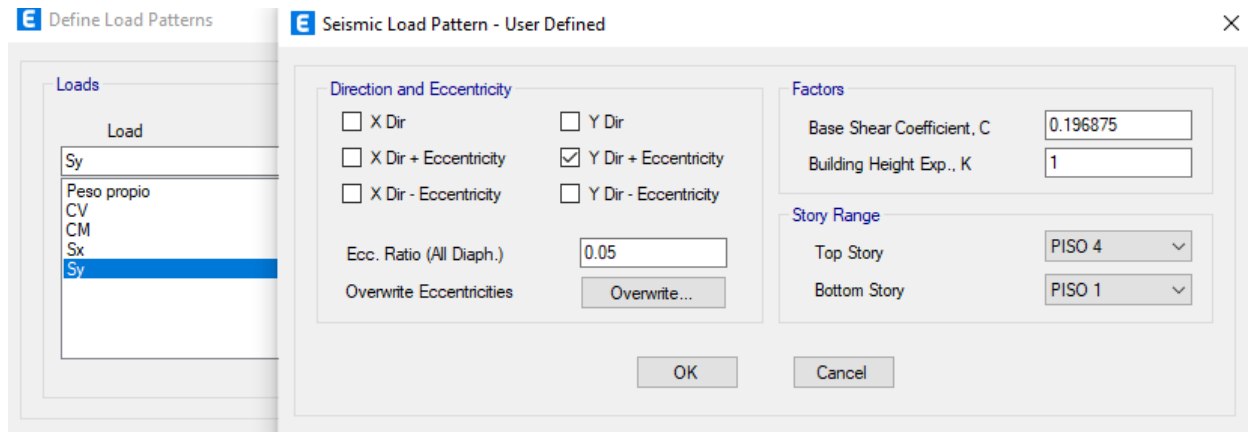 E Define Load Patterns
E Seismic Load Pattern - User Defined
Loads
Load
Sy
Peso propio
CV
CM
Sx
Sy
Direction and Eccentricity
X Dir
Y Dir
X Dir + Eccentricity
Y Dir + Eccentricity
X Dir - Eccentricity
Y Dir - Eccentricity
Ecc. Ratio (All Diaph.)
0.05
Overwrite Eccentricities
Overwrite...
Factors
Base Shear Coefficient, C
0.196875
Building Height Exp., K
1
Story Range
Top Story
PISO 4
Bottom Story
PISO 1
OK
Cancel